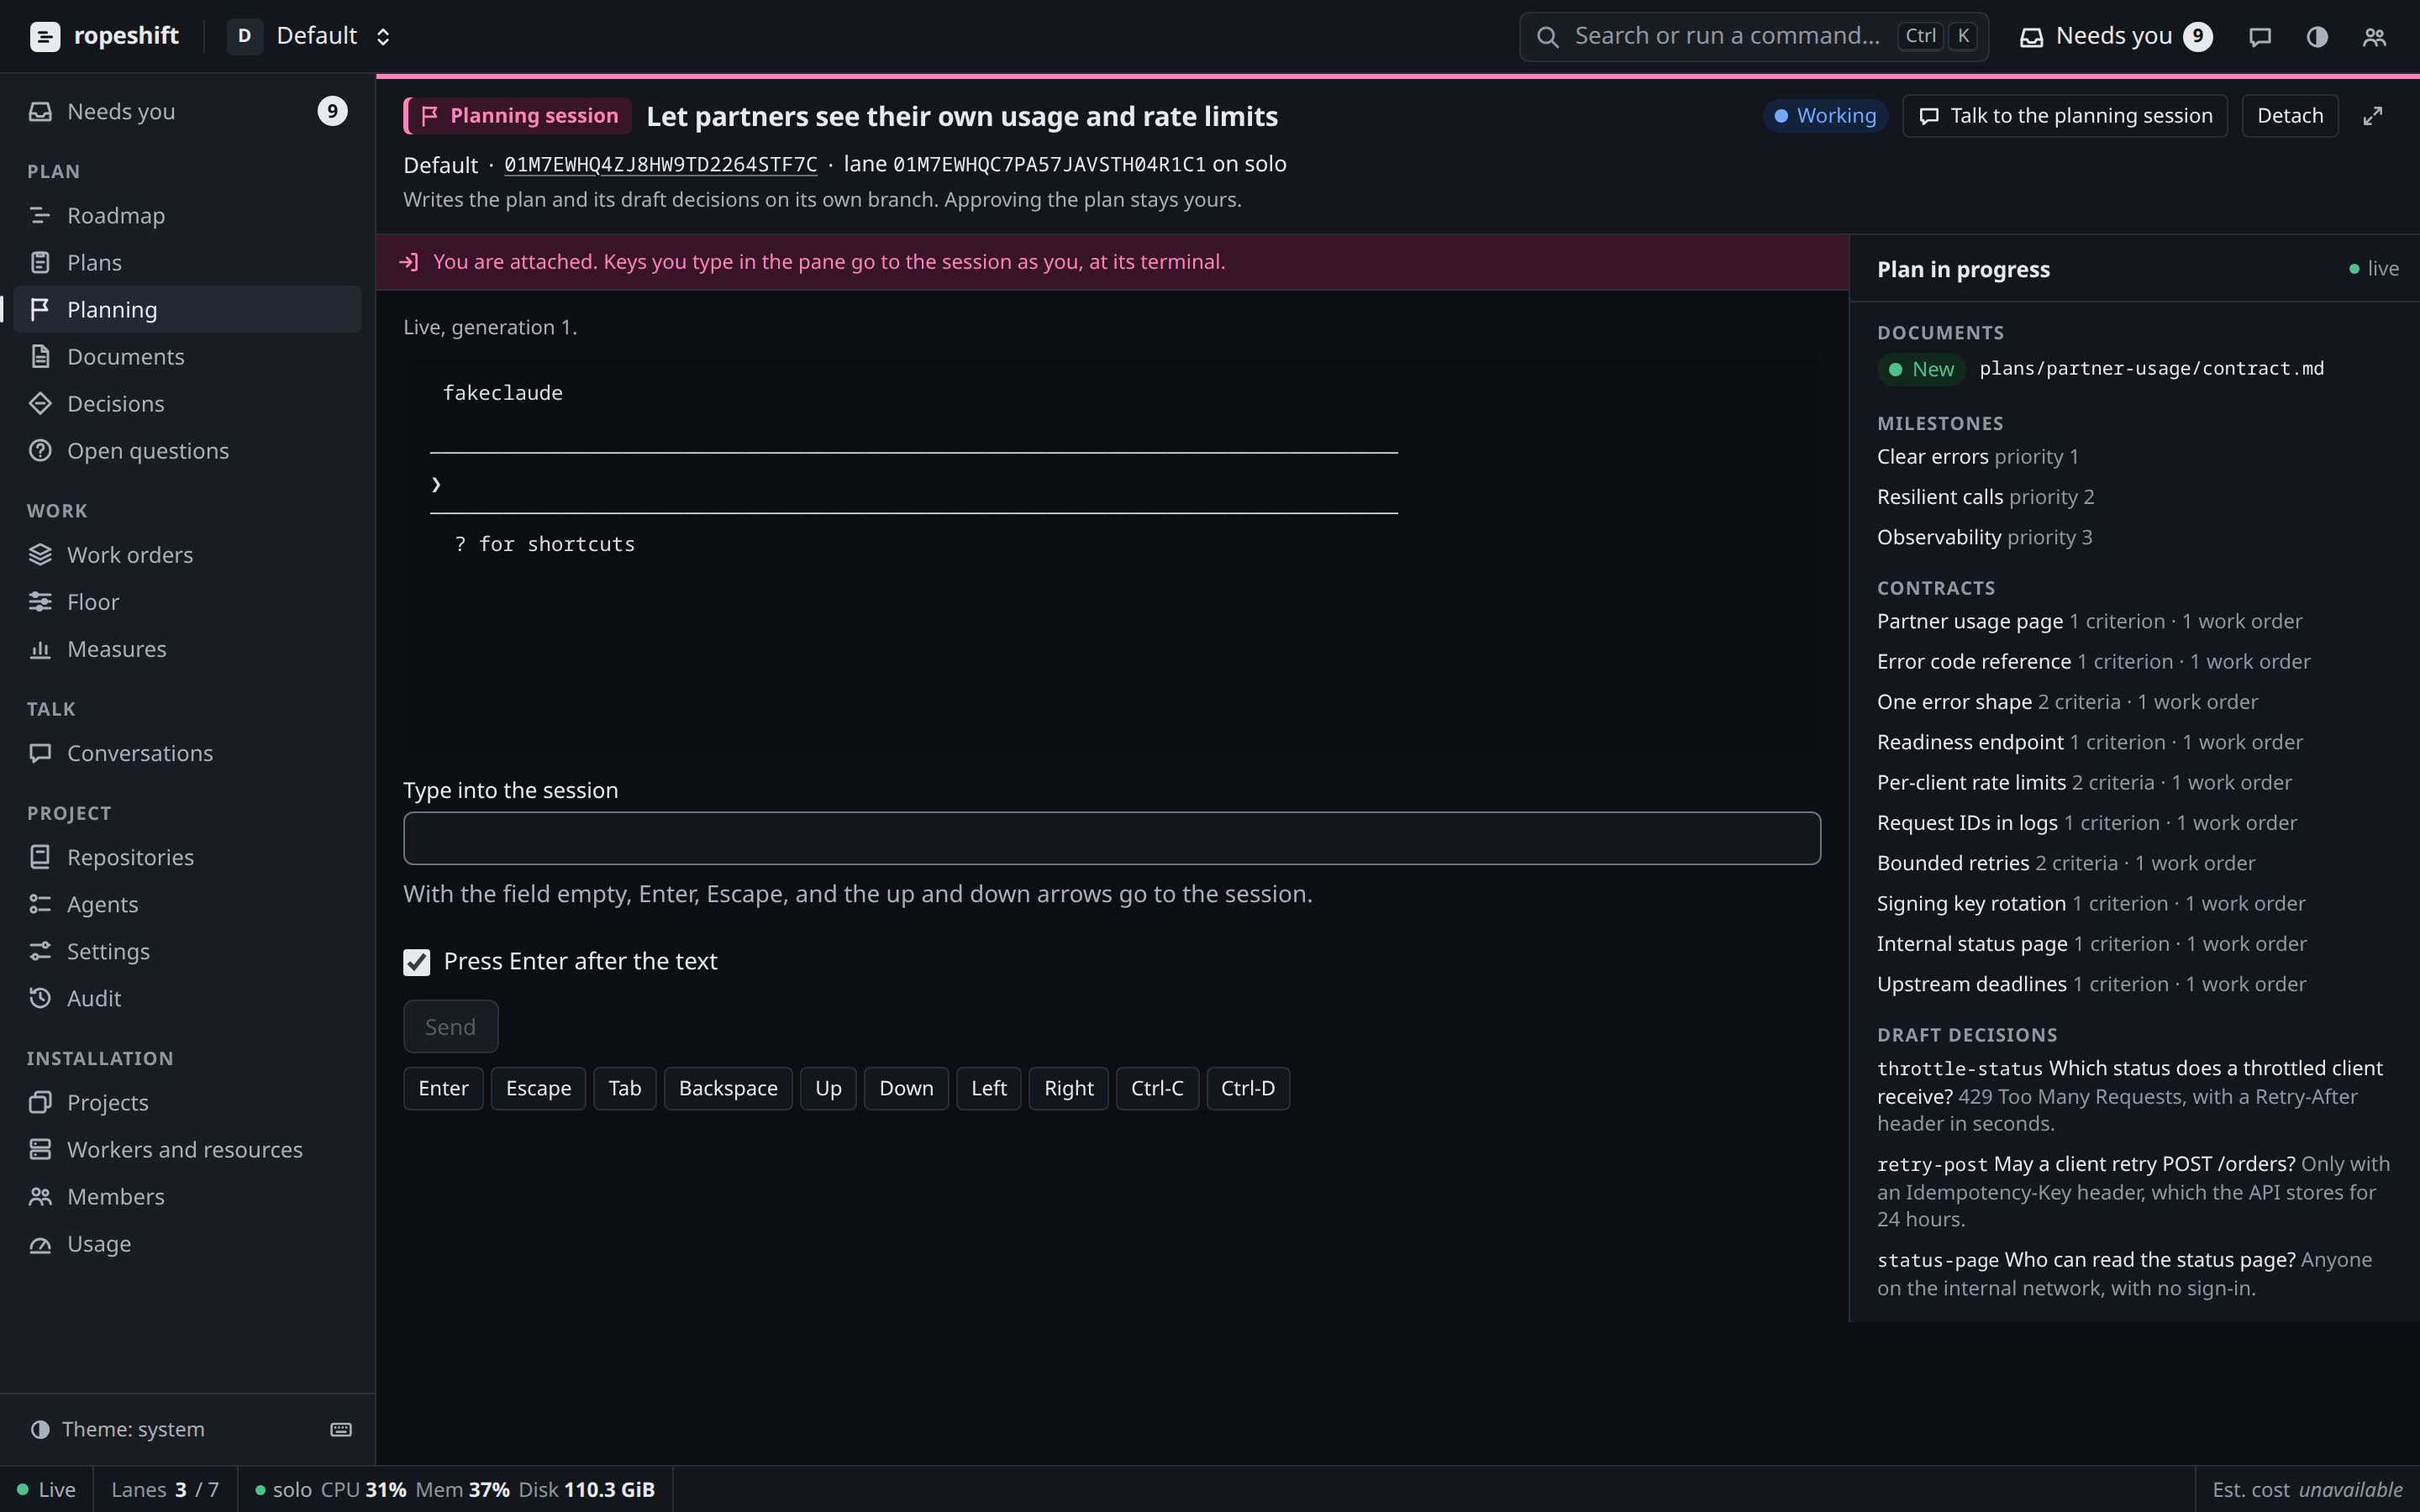 ropeshift
D Default
Search or run a command... Ctrl K
Needs you 9
Needs you 9
PLAN
Roadmap
Plans
Planning
Documents
Decisions
Open questions
WORK
Work orders
Floor
Measures
TALK
Conversations
PROJECT
Repositories
Agents
Settings
Audit
INSTALLATION
Projects
Workers and resources
Members
Usage
Theme: system
Planning session Let partners see their own usage and rate limits
Working Talk to the planning session Detach
Default · 01M7EWHQ4ZJ8HW9TD2264STF7C · lane 01M7EWHQC7PA57JAVSTH04R1C1 on solo
Writes the plan and its draft decisions on its own branch. Approving the plan stays yours.
You are attached. Keys you type in the pane go to the session as you, at its terminal.
Live, generation 1.
fakeclaude
❯
? for shortcuts
Type into the session
With the field empty, Enter, Escape, and the up and down arrows go to the session.
Press Enter after the text
Send
Enter Escape Tab Backspace Up Down Left Right Ctrl-C Ctrl-D
Plan in progress live
DOCUMENTS
New plans/partner-usage/contract.md
MILESTONES
Clear errors priority 1
Resilient calls priority 2
Observability priority 3
CONTRACTS
Partner usage page 1 criterion · 1 work order
Error code reference 1 criterion · 1 work order
One error shape 2 criteria · 1 work order
Readiness endpoint 1 criterion · 1 work order
Per-client rate limits 2 criteria · 1 work order
Request IDs in logs 1 criterion · 1 work order
Bounded retries 2 criteria · 1 work order
Signing key rotation 1 criterion · 1 work order
Internal status page 1 criterion · 1 work order
Upstream deadlines 1 criterion · 1 work order
DRAFT DECISIONS
throttle-status Which status does a throttled client
receive? 429 Too Many Requests, with a Retry-After
header in seconds.
retry-post May a client retry POST /orders? Only with
an Idempotency-Key header, which the API stores for
24 hours.
status-page Who can read the status page? Anyone
on the internal network, with no sign-in.
Live Lanes 3 / 7 solo CPU 31% Mem 37% Disk 110.3 GiB
Est. cost unavailable